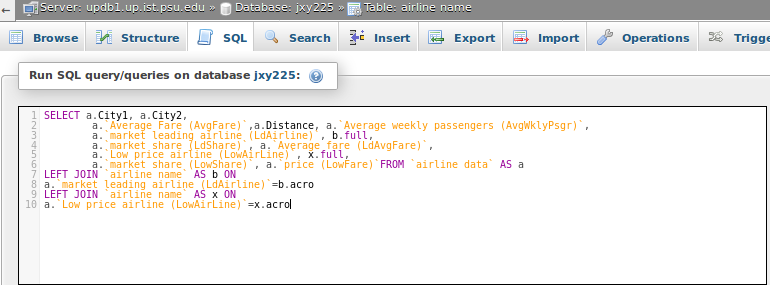 ← Server: updb1.up.ist.psu.edu » Database: jxy225 » Table: airline name
Browse Structure SQL Search Insert Export Import Operations Trigge
Run SQL query/queries on database jxy225:
1 SELECT a.City1, a.City2,
2 a.`Average Fare (AvgFare)`,a.Distance, a.`Average weekly passengers (AvgWklyPsgr)`,
3 a.`market leading airline (LdAirline)`, b.full,
4 a.`market share (LdShare)`, a.`Average fare (LdAvgFare)`,
5 a.`Low price airline (LowAirLine)`, x.full,
6 a.`market share (LowShare)`, a.`price (LowFare)`FROM `airline data` AS a
7 LEFT JOIN `airline name` AS b ON
8 a.`market leading airline (LdAirline)`=b.acro
9 LEFT JOIN `airline name` AS x ON
10 a.`Low price airline (LowAirLine)`=x.acro